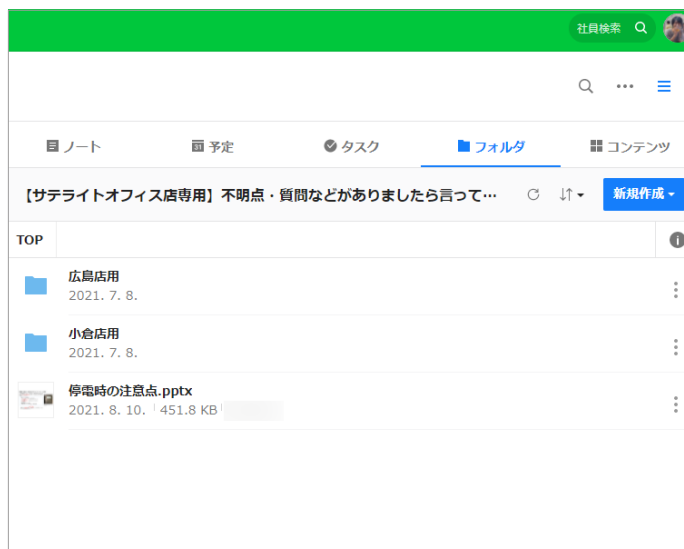 社員検索
ノート
31 予定
タスク
フォルダ
コンテンツ
【サテライトオフィス店専用】不明点・質問などがありましたら言って…
新規作成
TOP
広島店用
2021. 7. 8.
小倉店用
2021. 7. 8.
停電時の注意点.pptx
2021. 8. 10. 451.8 KB